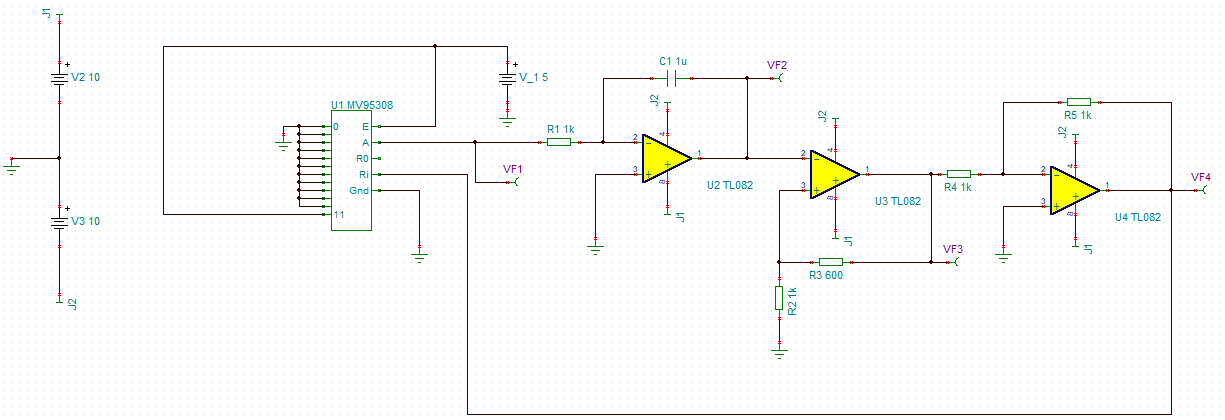 J1
V2 10
V3 10
J2
V_1 5
U1 MV95308
0
E
A
R0
Ri
Gnd
11
VF1
R1 1k
C1 1u
VF2
J2
4
2
3
1
8
U2 TL082
J1
J2
4
2
3
1
8
U3 TL082
J1
R3 600
VF3
R2 1k
R4 1k
R5 1k
J2
4
2
3
1
8
U4 TL082
J1
VF4